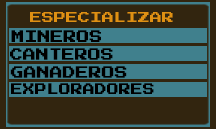 ESPECIALIZAR
MINEROS
CANTEROS
GANADEROS
EXPLORADORES